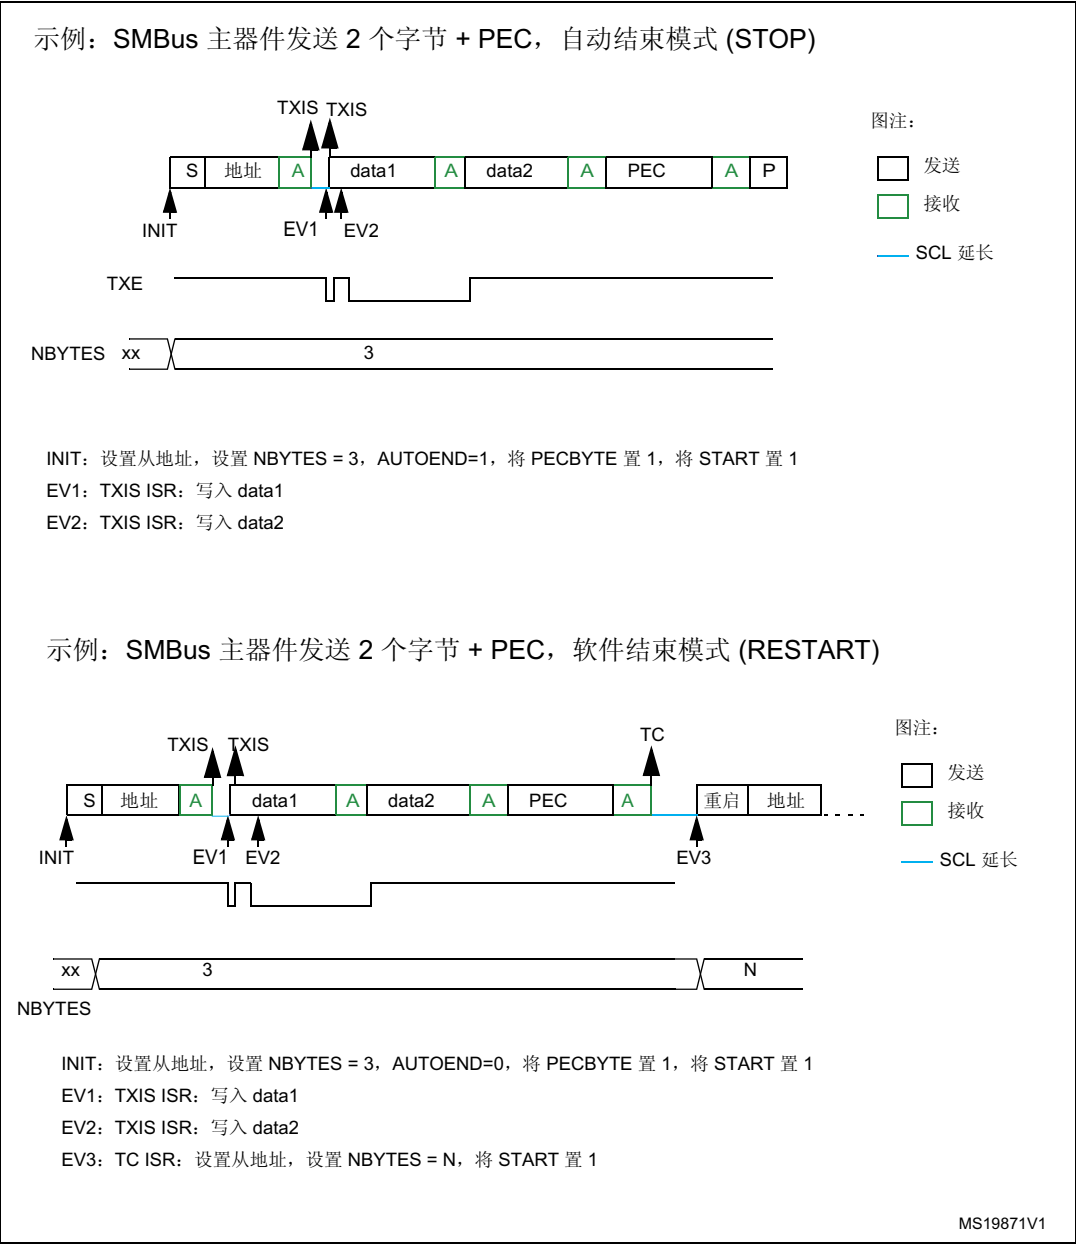 示例：SMBus 主器件发送 2 个字节 + PEC，自动结束模式 (STOP)
TXIS TXIS
图注：
S 地址 A data1 A data2 A PEC A P
发送
接收
INIT EV1 EV2
SCL 延长
TXE
NBYTES xx 3
INIT：设置从地址，设置 NBYTES = 3，AUTOEND=1，将 PECBYTE 置 1，将 START 置 1
EV1：TXIS ISR：写入 data1
EV2：TXIS ISR：写入 data2
示例：SMBus 主器件发送 2 个字节 + PEC，软件结束模式 (RESTART)
TXIS TXIS TC
图注：
S 地址 A data1 A data2 A PEC A 重启 地址
发送
接收
INIT EV1 EV2 EV3
SCL 延长
xx 3 N
NBYTES
INIT：设置从地址，设置 NBYTES = 3，AUTOEND=0，将 PECBYTE 置 1，将 START 置 1
EV1：TXIS ISR：写入 data1
EV2：TXIS ISR：写入 data2
EV3：TC ISR：设置从地址，设置 NBYTES = N，将 START 置 1
MS19871V1